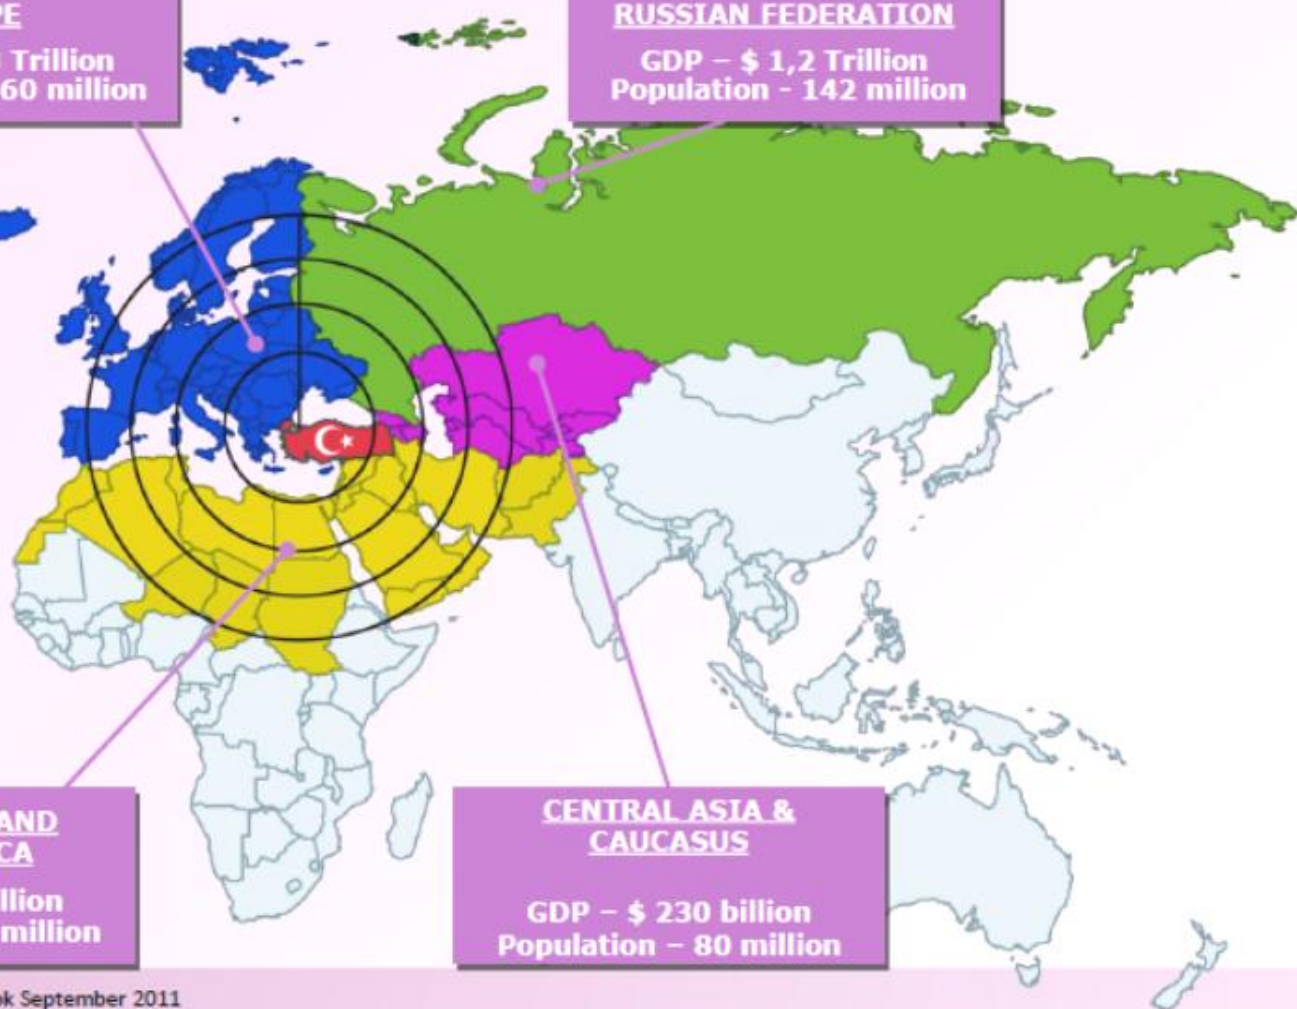 PE
Trillion
60 million
RUSSIAN FEDERATION
GDP – $ 1,2 Trillion
Population - 142 million
AND
CA
llion
million
CENTRAL ASIA &
CAUCASUS
GDP – $ 230 billion
Population – 80 million
ok September 2011